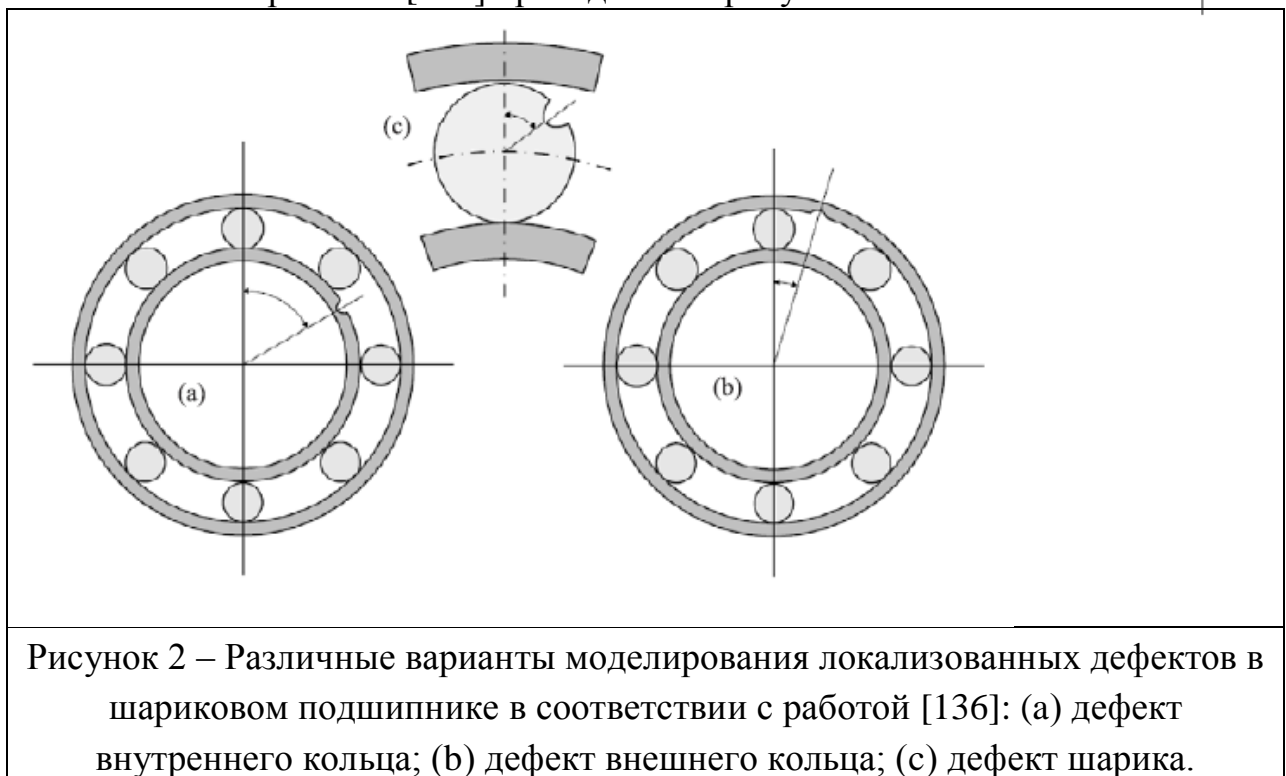 (c)
(a)
(b)
Рисунок 2 – Различные варианты моделирования локализованных дефектов в
шариковом подшипнике в соответствии с работой [136]: (a) дефект
внутреннего кольца; (b) дефект внешнего кольца; (c) дефект шарика.